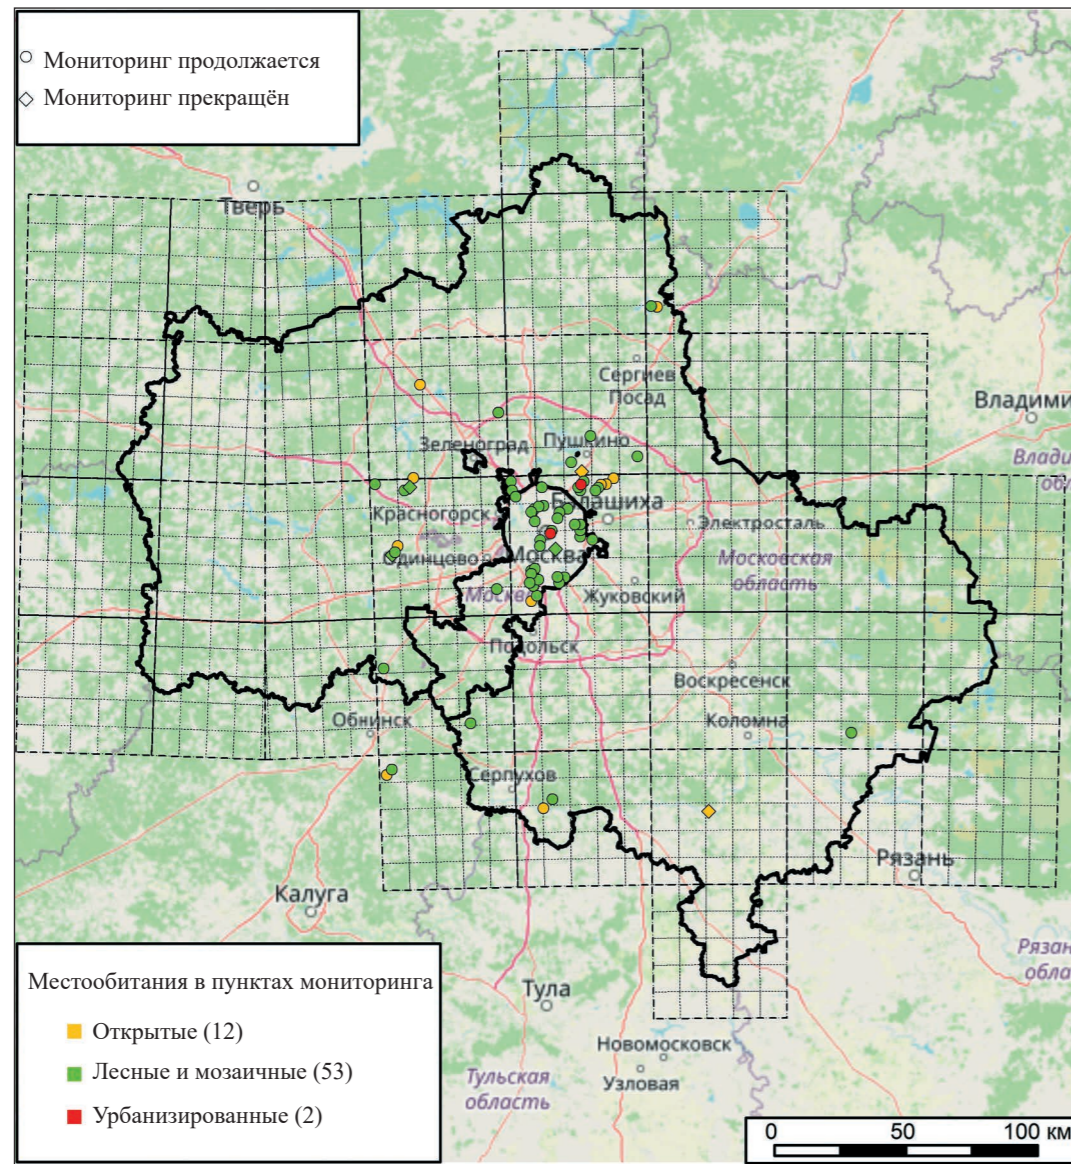 Мониторинг продолжается
Мониторинг прекращён
Тверь
Сергиев
Посад
Владими
Владим
обл
Зеленоград
Пушкино
Балашиха
Красногорск
Электросталь
Одинцово
Москва
Московская
область
Москв
Жуковский
Подольск
Воскресенск
Обнинск
Коломна
Серпухов
Рязань
Калуга
Рязан
обла
Местообитания в пунктах мониторинга
Открытые (12)
Лесные и мозаичные (53)
Урбанизированные (2)
Тула
Новомосковск
Узловая
Тульская
область
0 50 100 км